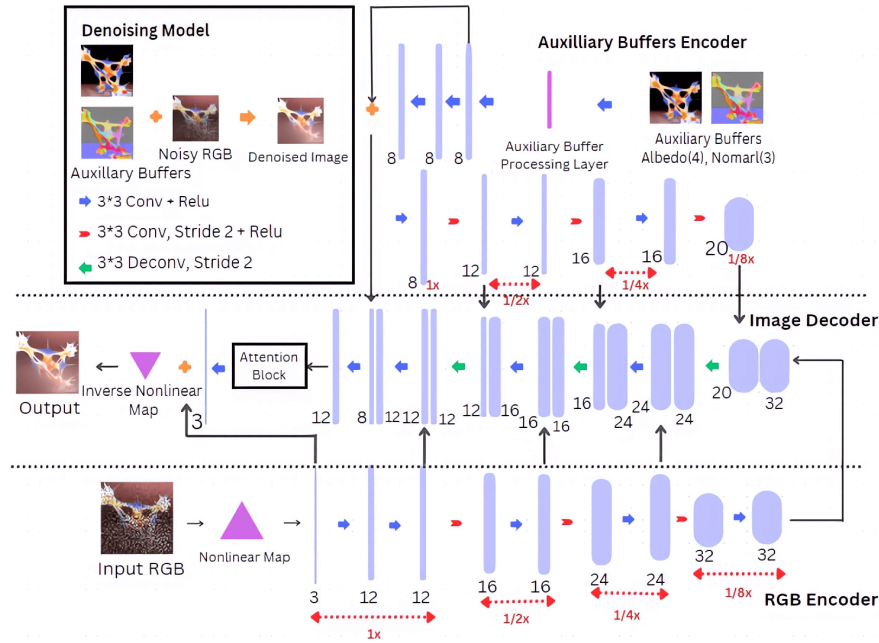 Denoising Model
Noisy RGB
Denoised Image
Auxillary Buffers
3*3 Conv + Relu
3*3 Conv, Stride 2 + Relu
3*3 Deconv, Stride 2
Auxilliary Buffers Encoder
8 8 8
Auxiliary Buffer
Processing Layer
Auxiliary Buffers
Albedo(4), Nomarl(3)
8 1x 12 12 16 16 20
1/2x 1/4x 1/8x
Image Decoder
Output
Inverse Nonlinear
Map
3
Attention
Block
12 8 12 12 12 12 16 16 16 16 24 24 24 20 32
Input RGB
Nonlinear Map
3 12 12 16 16 24 24 32 32
1x 1/2x 1/4x 1/8x
RGB Encoder